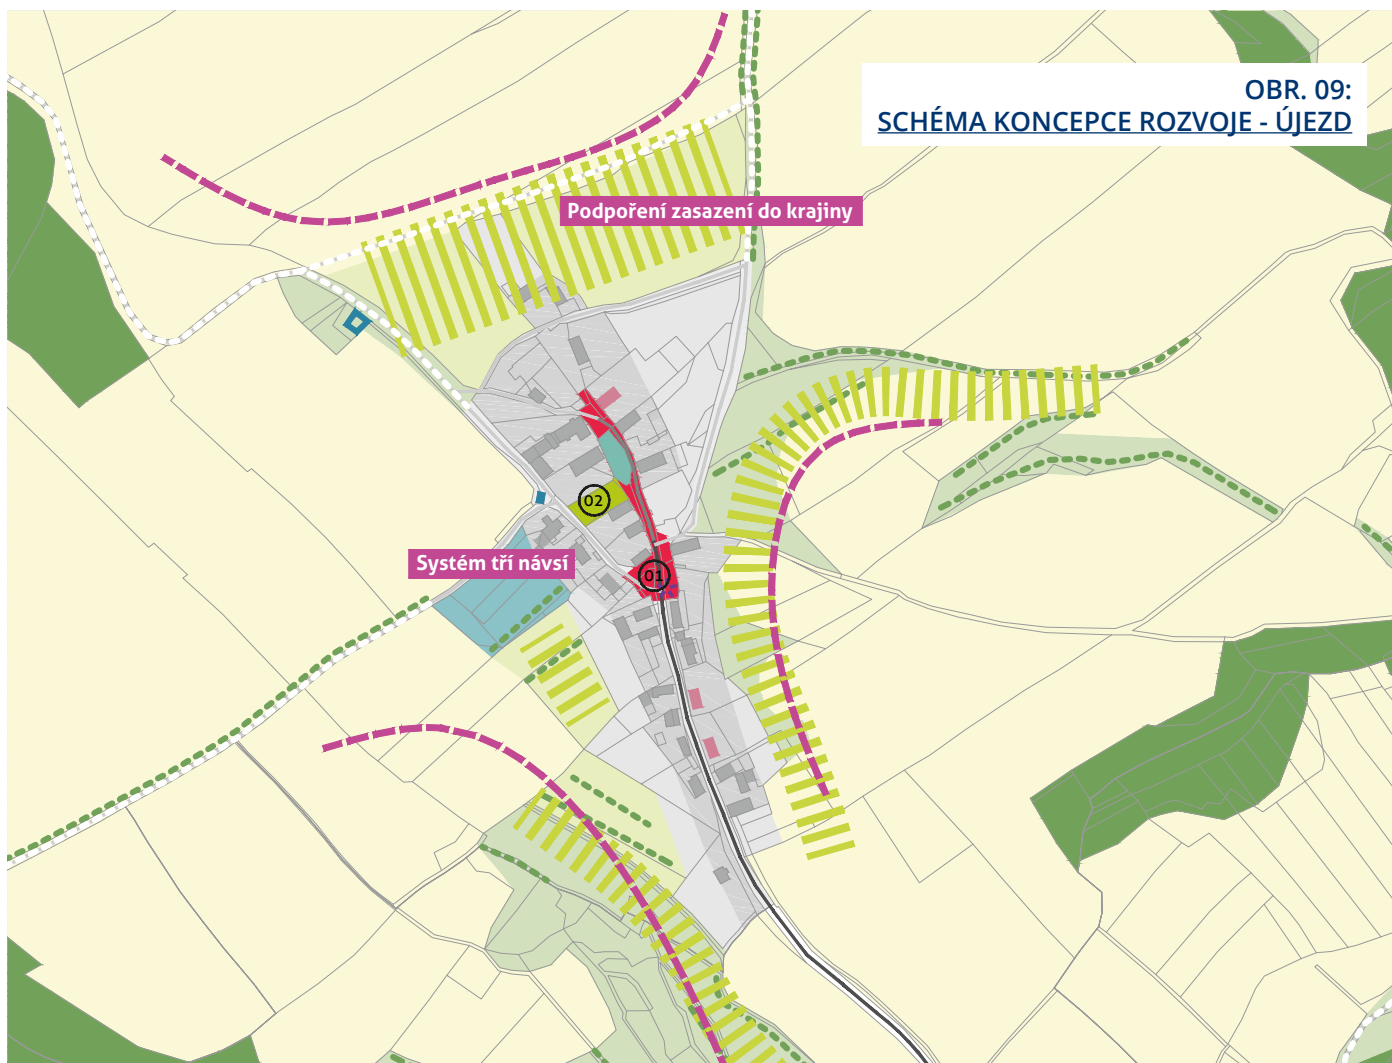 OBR. 09:
SCHÉMA KONCEPCE ROZVOJE - ÚJEZD
Podpoření zasazení do krajiny
02
Systém tří návsí
01